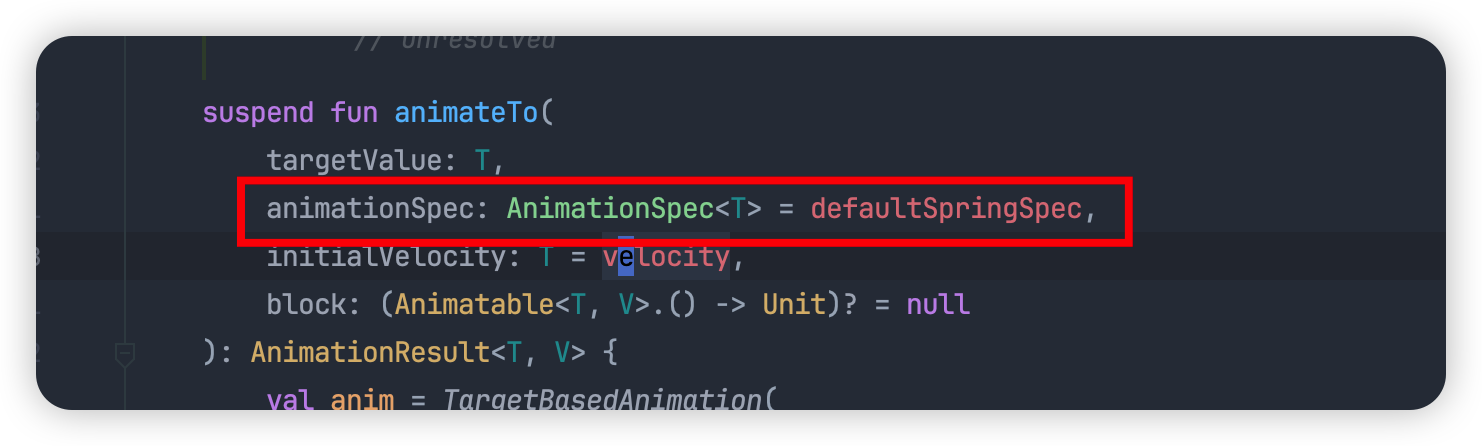 // Unresolved
suspend fun animateTo(
targetValue: T,
animationSpec: AnimationSpec<T> = defaultSpringSpec,
initialVelocity: T = velocity,
block: (Animatable<T, V>.() -> Unit)? = null
): AnimationResult<T, V> {
val anim = TargetBasedAnimation(